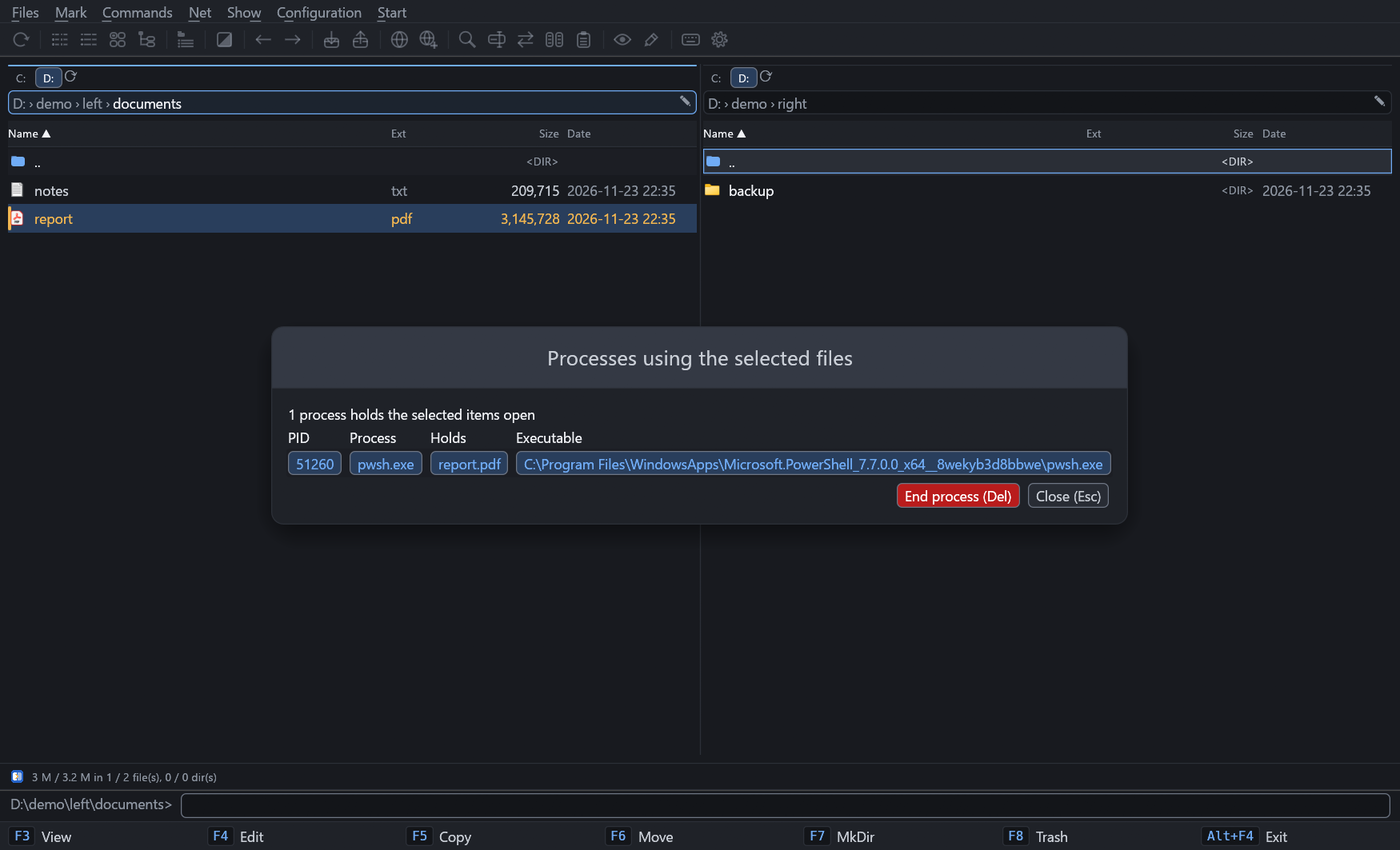 Files Mark Commands Net Show Configuration Start
C: D:
D: › demo › left › documents
Name ▲ Ext Size Date
.. <DIR>
notes txt 209,715 2026-11-23 22:35
report pdf 3,145,728 2026-11-23 22:35
C: D:
D: › demo › right
Name ▲ Ext Size Date
.. <DIR>
backup <DIR> 2026-11-23 22:35
Processes using the selected files
1 process holds the selected items open
PID Process Holds Executable
51260 pwsh.exe report.pdf C:\Program Files\WindowsApps\Microsoft.PowerShell_7.7.0.0_x64__8wekyb3d8bbwe\pwsh.exe
End process (Del) Close (Esc)
3 M / 3.2 M in 1 / 2 file(s), 0 / 0 dir(s)
D:\demo\left\documents>
F3 View F4 Edit F5 Copy F6 Move F7 MkDir F8 Trash Alt+F4 Exit